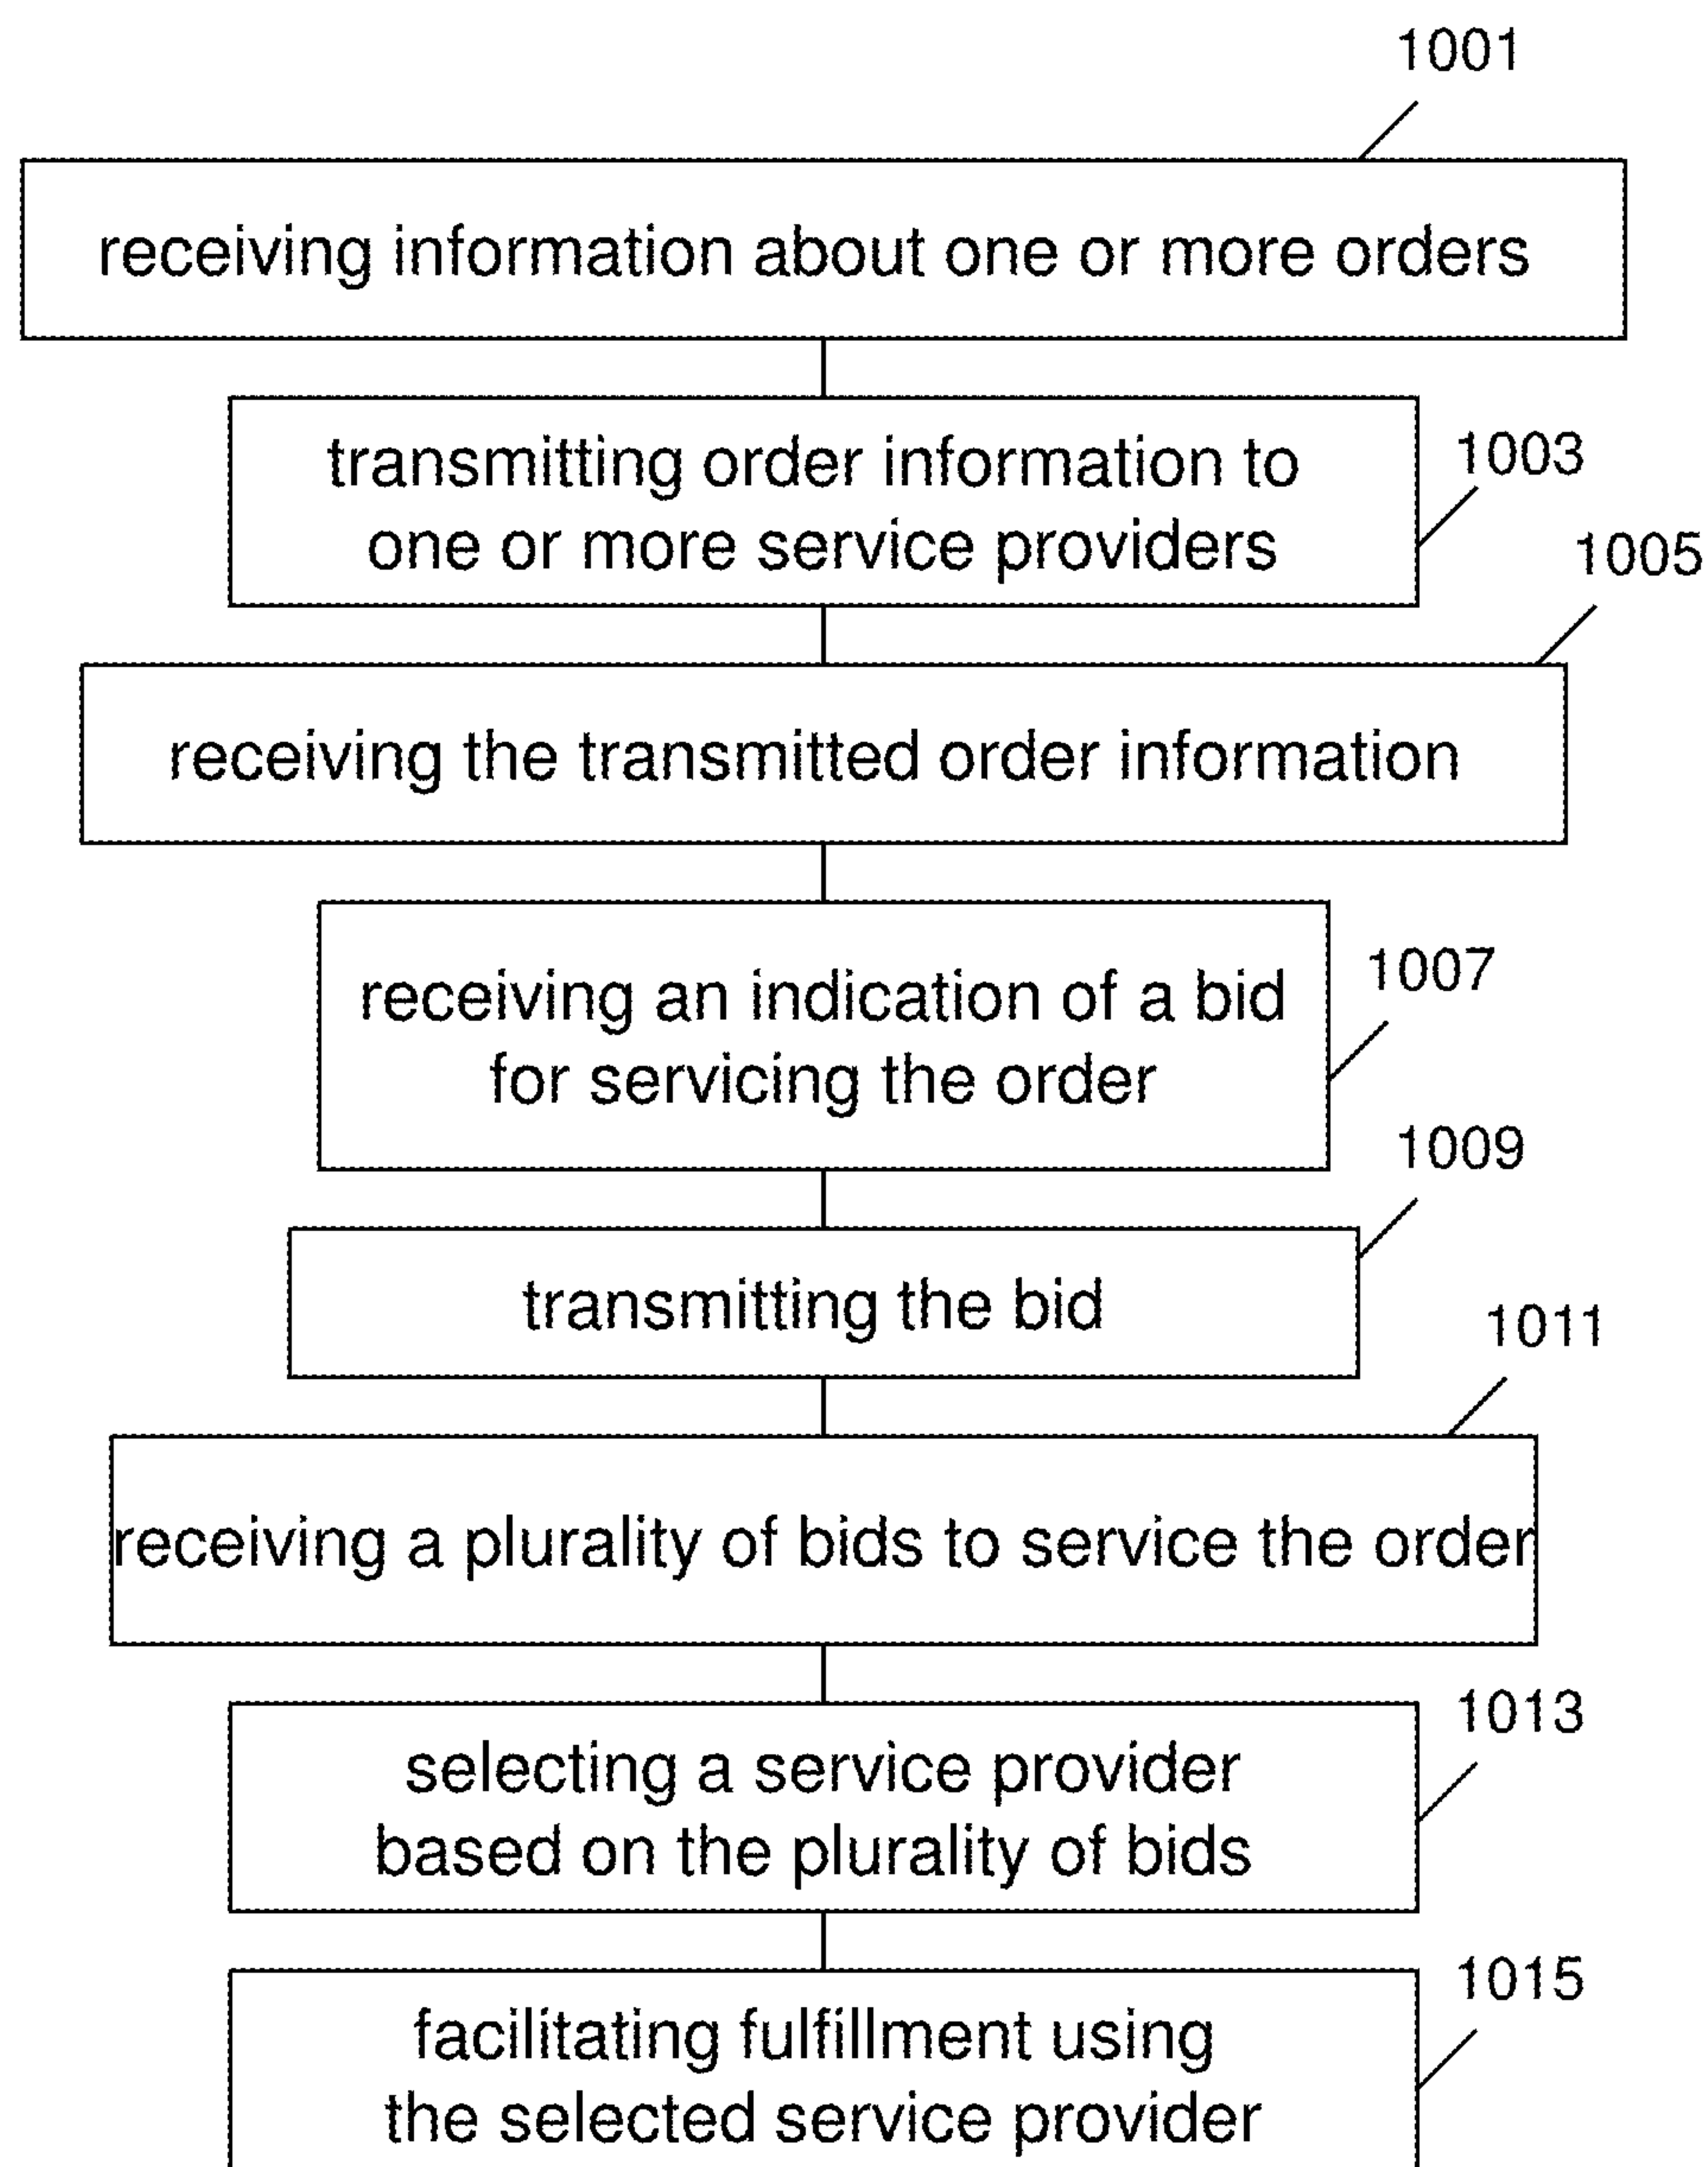 1001
receiving information about one or more orders
transmitting order information to
one or more service providers
1003
1005
receiving the transmitted order information
receiving an indication of a bid
for servicing the order
1007
1009
transmitting the bid
1011
receiving a plurality of bids to service the order
selecting a service provider
based on the plurality of bids
1013
facilitating fulfillment using
the selected service provider
1015